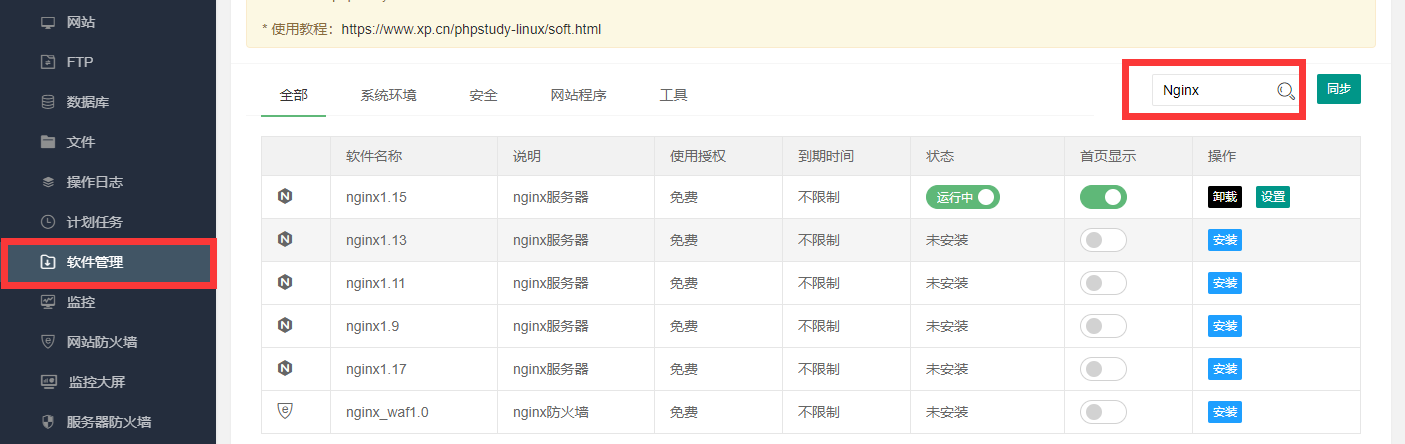 * 使用教程：https://www.xp.cn/phpstudy-linux/soft.html
网站
FTP
数据库
文件
操作日志
计划任务
软件管理
监控
网站防火墙
监控大屏
服务器防火墙
全部 系统环境 安全 网站程序 工具 Nginx 同步
软件名称 说明 使用授权 到期时间 状态 首页显示 操作
nginx1.15 nginx服务器 免费 不限制 运行中 卸载 设置
nginx1.13 nginx服务器 免费 不限制 未安装 安装
nginx1.11 nginx服务器 免费 不限制 未安装 安装
nginx1.9 nginx服务器 免费 不限制 未安装 安装
nginx1.17 nginx服务器 免费 不限制 未安装 安装
nginx_waf1.0 nginx防火墙 免费 不限制 未安装 安装